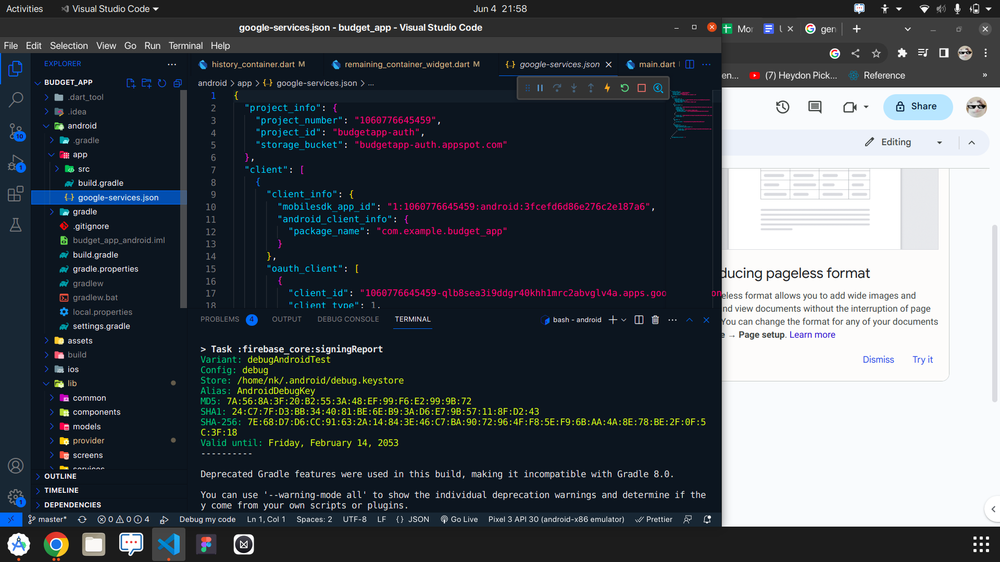 Activities
Visual Studio Code
Jun 4 21:58
google-services.json - budget_app - Visual Studio Code
File Edit Selection View Go Run Terminal Help
EXPLORER
BUDGET_APP
.dart_tool
.idea
android
.gradle
app
src
build.gradle
google-services.json
gradle
.gitignore
budget_app_android.iml
build.gradle
gradle.properties
gradlew
gradlew.bat
local.properties
settings.gradle
assets
build
ios
lib
common
components
models
provider
screens
services
OUTLINE
TIMELINE
DEPENDENCIES
10
1
1
history_container.dart M
remaining_container_widget.dart M
google-services.json
main.dart
android > app > {..} google-services.json > ...
1 {
2 "project_info": {
3 "project_number": "1060776645459",
4 "project_id": "budgetapp-auth",
5 "storage_bucket": "budgetapp-auth.appspot.com"
6 },
7 "client": [
8 {
9 "client_info": {
10 "mobilesdk_app_id": "1:1060776645459:android:3fcefd6d86e276c2e187a6",
11 "android_client_info": {
12 "package_name": "com.example.budget_app"
13 }
14 },
15 "oauth_client": [
16 {
17 "client_id": "1060776645459-qlb8sea3i9ddgr40khh1mrc2abvglv4a.apps.goo
18 "client_type": 1,
PROBLEMS 4 OUTPUT DEBUG CONSOLE TERMINAL
bash - android
> Task :firebase_core:signingReport
Variant: debugAndroidTest
Config: debug
Store: /home/nk/.android/debug.keystore
Alias: AndroidDebugKey
MD5: 7A:56:8A:3F:20:B2:55:3A:48:EF:99:F6:E2:99:9B:72
SHA1: 24:C7:7F:D3:BB:34:40:81:BE:6E:B9:3A:D6:E7:9B:57:11:8F:D2:43
SHA-256: 7E:68:D7:D6:CC:91:63:2A:14:84:3E:46:C7:BA:90:72:96:4F:F8:5E:F9:6B:AA:4A:8E:78:BE:2F:0F:5
C:3F:18
Valid until: Friday, February 14, 2053
----------
Deprecated Gradle features were used in this build, making it incompatible with Gradle 8.0.
You can use '--warning-mode all' to show the individual deprecation warnings and determine if the
y come from your own scripts or plugins.
master* 0 0 4 Debug my code Ln 1, Col 1 Spaces: 2 UTF-8 LF {} JSON Go Live Pixel 3 API 30 (android-x86 emulator) Prettier
Mor
gen
en...
(7) Heydon Pick...
Reference
»
Share
Editing
ducing pageless format
eless format allows you to add wide images and
nd view documents without the interruption of page
You can change the format for any of your documents
e → Page setup. Learn more
Dismiss Try it